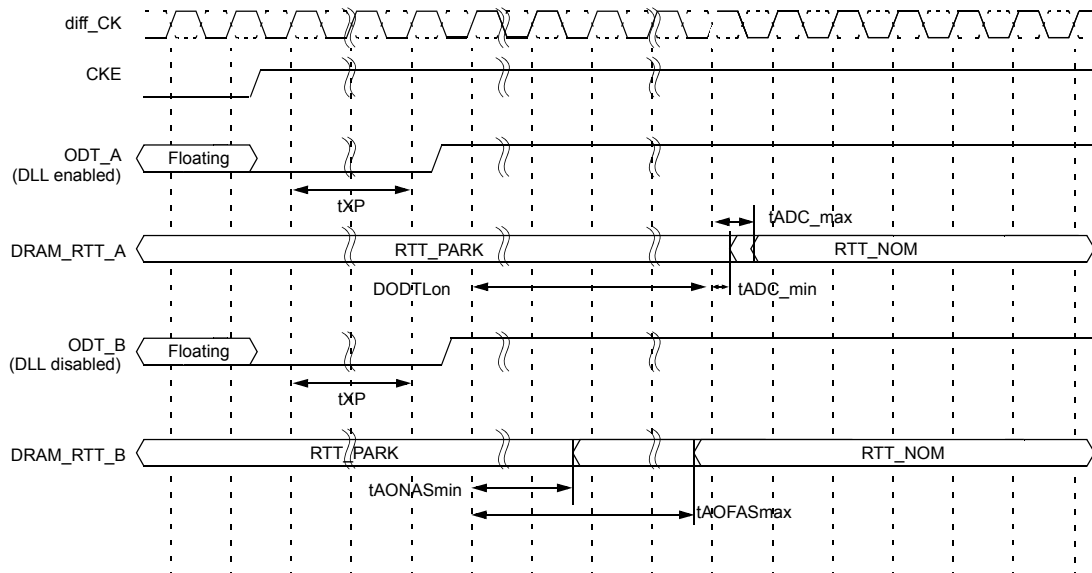 diff_CK
CKE
ODT_A
(DLL enabled)
Floating
tXP
tADC_max
DRAM_RTT_A
RTT_PARK
RTT_NOM
DODTLon
tADC_min
ODT_B
(DLL disabled)
Floating
tXP
DRAM_RTT_B
RTT_PARK
RTT_NOM
tAONASmin
tAOFASmax